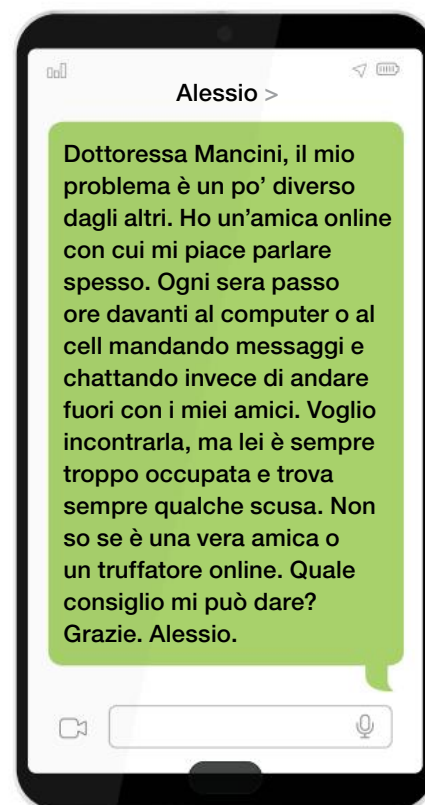 Alessio >
Dottoressa Mancini, il mio
problema è un po’ diverso
dagli altri. Ho un’amica online
con cui mi piace parlare
spesso. Ogni sera passo
ore davanti al computer o al
cell mandando messaggi e
chattando invece di andare
fuori con i miei amici. Voglio
incontrarla, ma lei è sempre
troppo occupata e trova
sempre qualche scusa. Non
so se è una vera amica o
un truffatore online. Quale
consiglio mi può dare?
Grazie. Alessio.